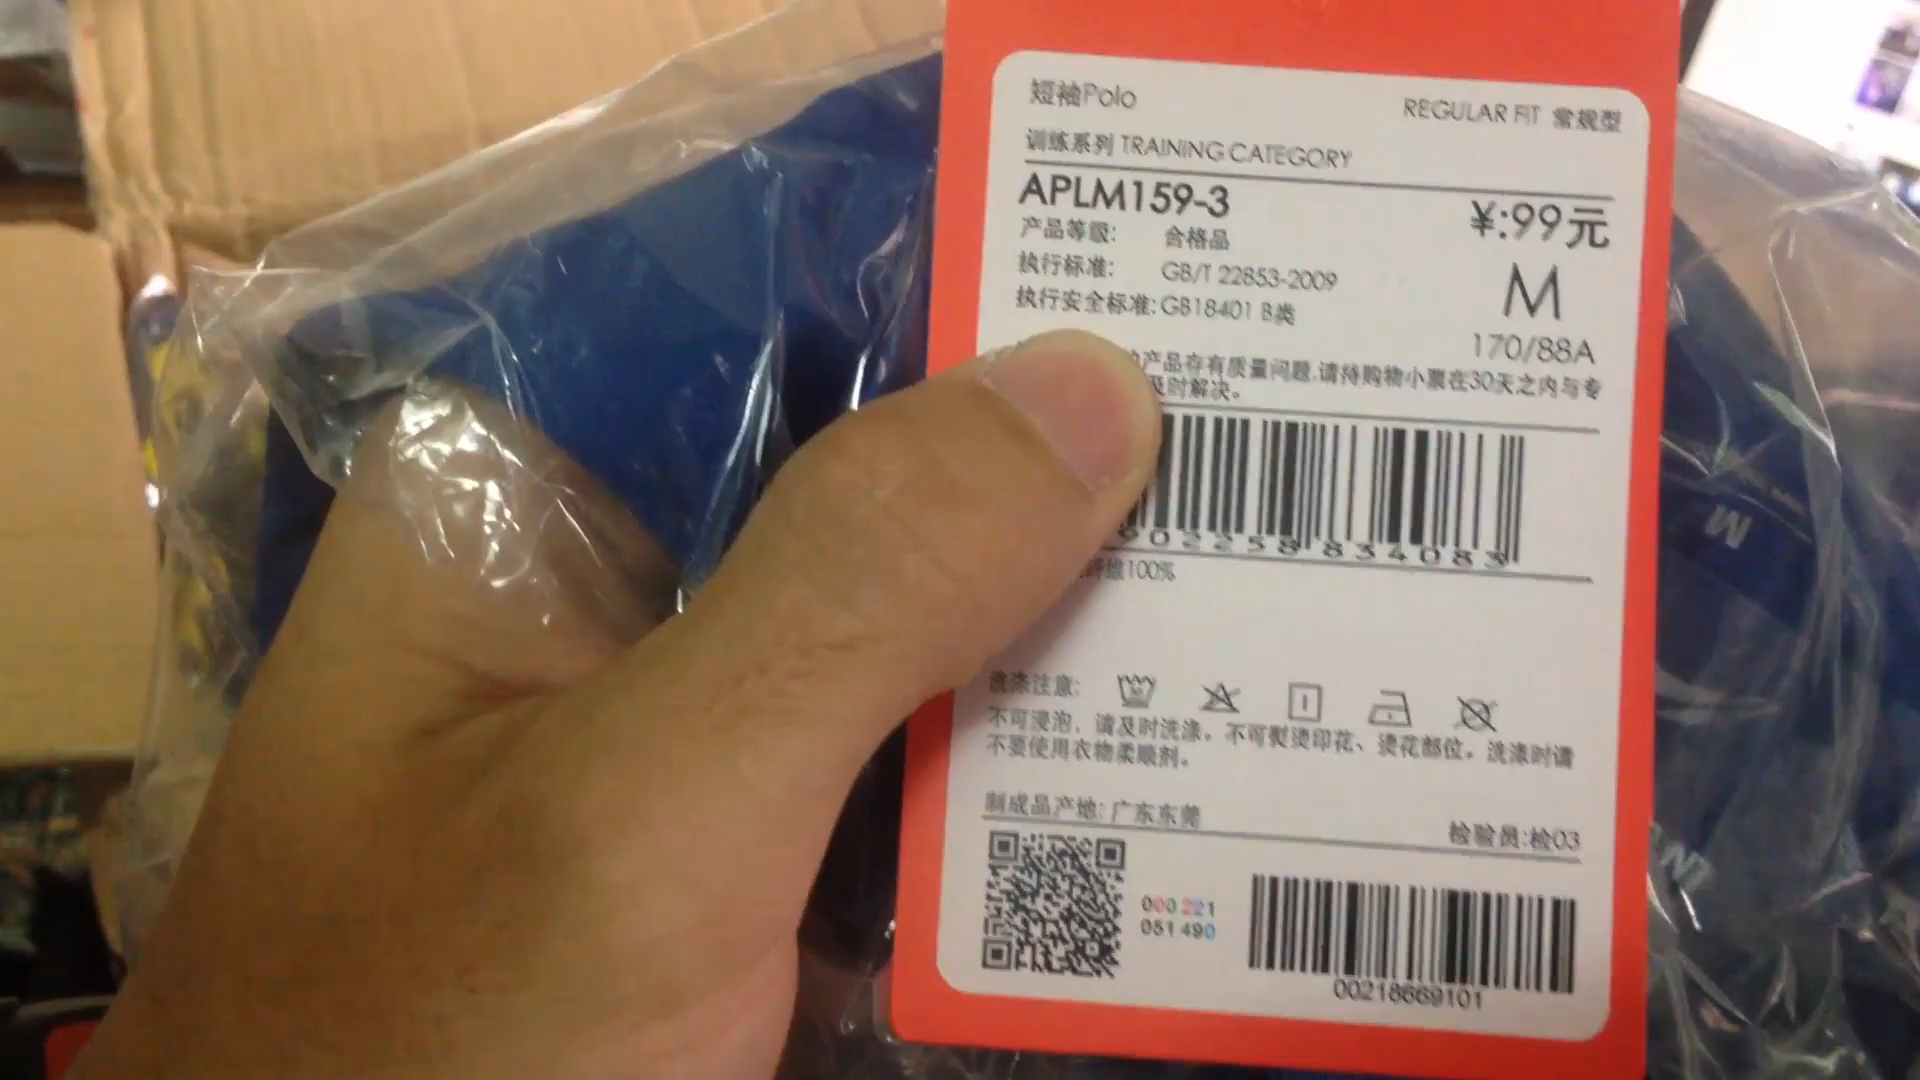 短袖Polo
REGULAR FIT 常规型
训练系列 TRAINING CATEGORY
APLM159-3
¥:99元
产品等级: 合格品
执行标准: GB/T 22853-2009
M
执行安全标准: GB18401 B类
170/88A
产品存有质量问题,请持购物小票在30天之内与专
及时解决。
602258834083
纤维100%
洗涤注意:
不可浸泡, 请及时洗涤。不可熨烫印花、烫花部位。洗涤时请
不要使用衣物柔顺剂。
制成品产地: 广东东莞
检验员:检03
000 221
051 490
00218669101
M